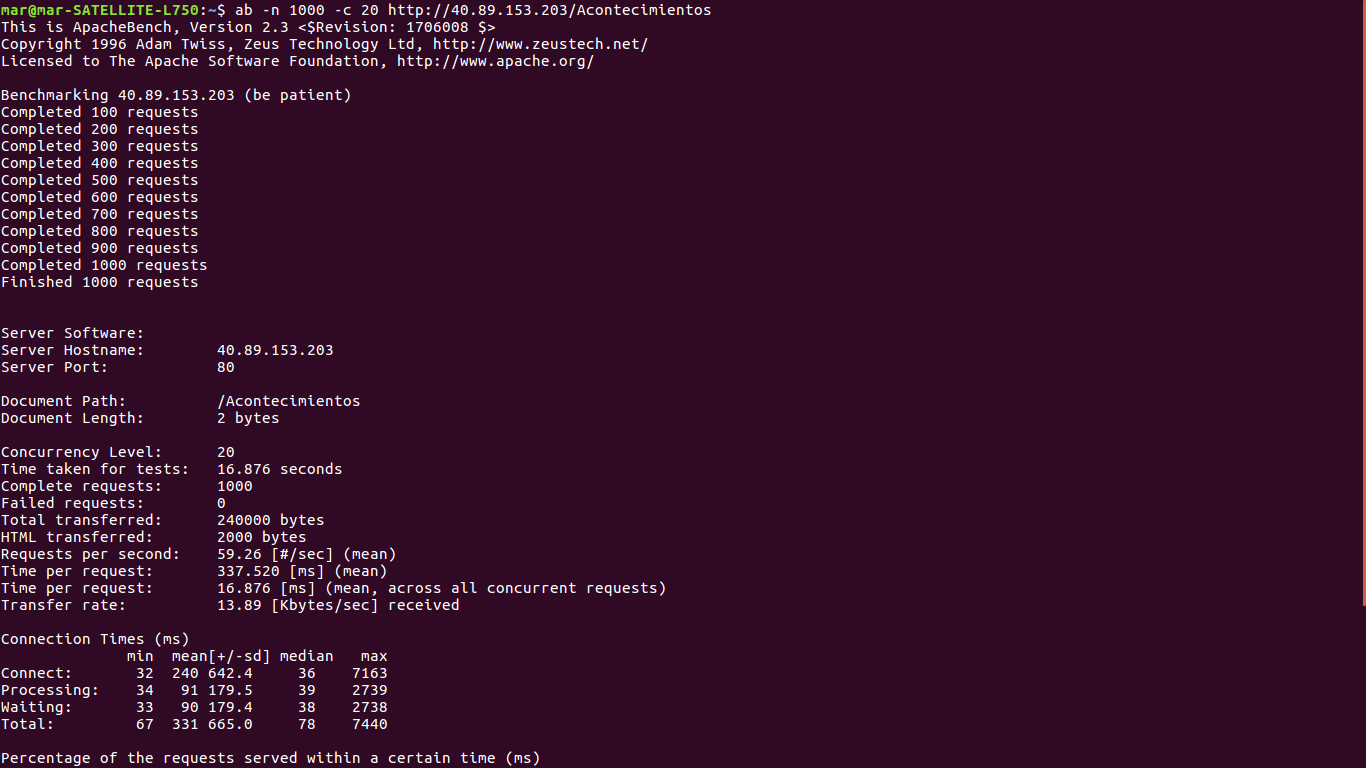 mar@mar-SATELLITE-L750:~$ ab -n 1000 -c 20 http://40.89.153.203/Acontecimientos
This is ApacheBench, Version 2.3 <$Revision: 1706008 $>
Copyright 1996 Adam Twiss, Zeus Technology Ltd, http://www.zeustech.net/
Licensed to The Apache Software Foundation, http://www.apache.org/

Benchmarking 40.89.153.203 (be patient)
Completed 100 requests
Completed 200 requests
Completed 300 requests
Completed 400 requests
Completed 500 requests
Completed 600 requests
Completed 700 requests
Completed 800 requests
Completed 900 requests
Completed 1000 requests
Finished 1000 requests


Server Software:
Server Hostname:        40.89.153.203
Server Port:            80

Document Path:          /Acontecimientos
Document Length:        2 bytes

Concurrency Level:      20
Time taken for tests:   16.876 seconds
Complete requests:      1000
Failed requests:        0
Total transferred:      240000 bytes
HTML transferred:       2000 bytes
Requests per second:    59.26 [#/sec] (mean)
Time per request:       337.520 [ms] (mean)
Time per request:       16.876 [ms] (mean, across all concurrent requests)
Transfer rate:          13.89 [Kbytes/sec] received

Connection Times (ms)
              min  mean[+/-sd] median   max
Connect:       32  240 642.4     36    7163
Processing:    34   91 179.5     39    2739
Waiting:       33   90 179.4     38    2738
Total:         67  331 665.0     78    7440

Percentage of the requests served within a certain time (ms)